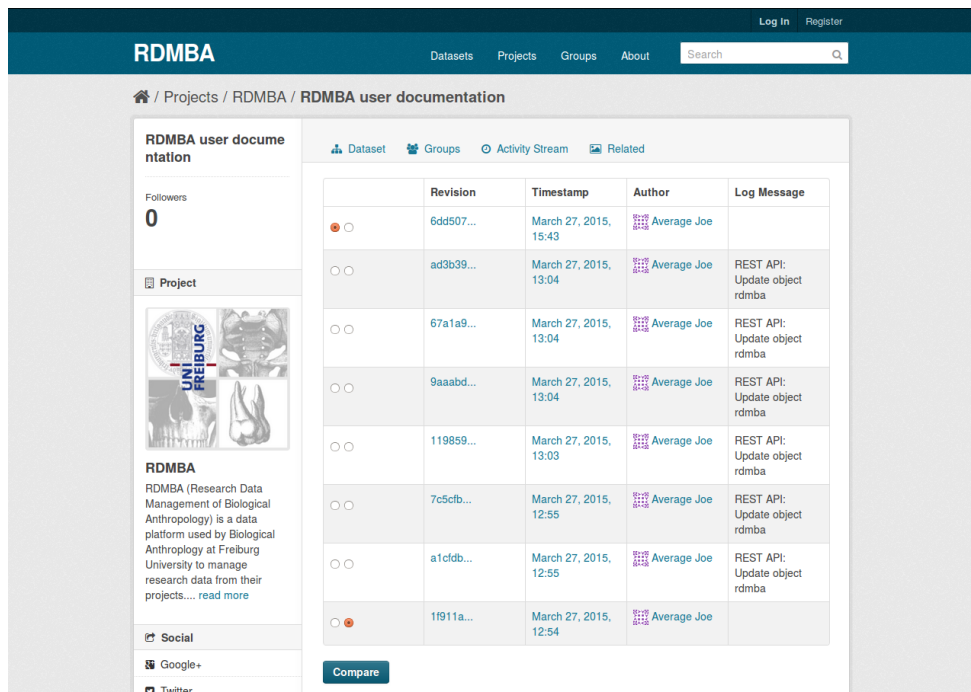 Log In Register
RDMBA
Datasets Projects Groups About Search
/ Projects / RDMBA / RDMBA user documentation
RDMBA user docume
ntation
Followers
0
Project
UNI
FREIBURG
RDMBA
RDMBA (Research Data
Management of Biological
Anthropology) is a data
platform used by Biological
Anthroplogy at Freiburg
University to manage
research data from their
projects.... read more
Social
Google+
Twitter
Dataset Groups Activity Stream Related
Revision Timestamp Author Log Message
6dd507... March 27, 2015, Average Joe
15:43
ad3b39... March 27, 2015, Average Joe REST API:
13:04 Update object
rdmba
67a1a9... March 27, 2015, Average Joe REST API:
13:04 Update object
rdmba
9aaabd... March 27, 2015, Average Joe REST API:
13:04 Update object
rdmba
119859... March 27, 2015, Average Joe REST API:
13:03 Update object
rdmba
7c5cfb... March 27, 2015, Average Joe REST API:
12:55 Update object
rdmba
a1cfdb... March 27, 2015, Average Joe REST API:
12:55 Update object
rdmba
1f911a... March 27, 2015, Average Joe
12:54
Compare